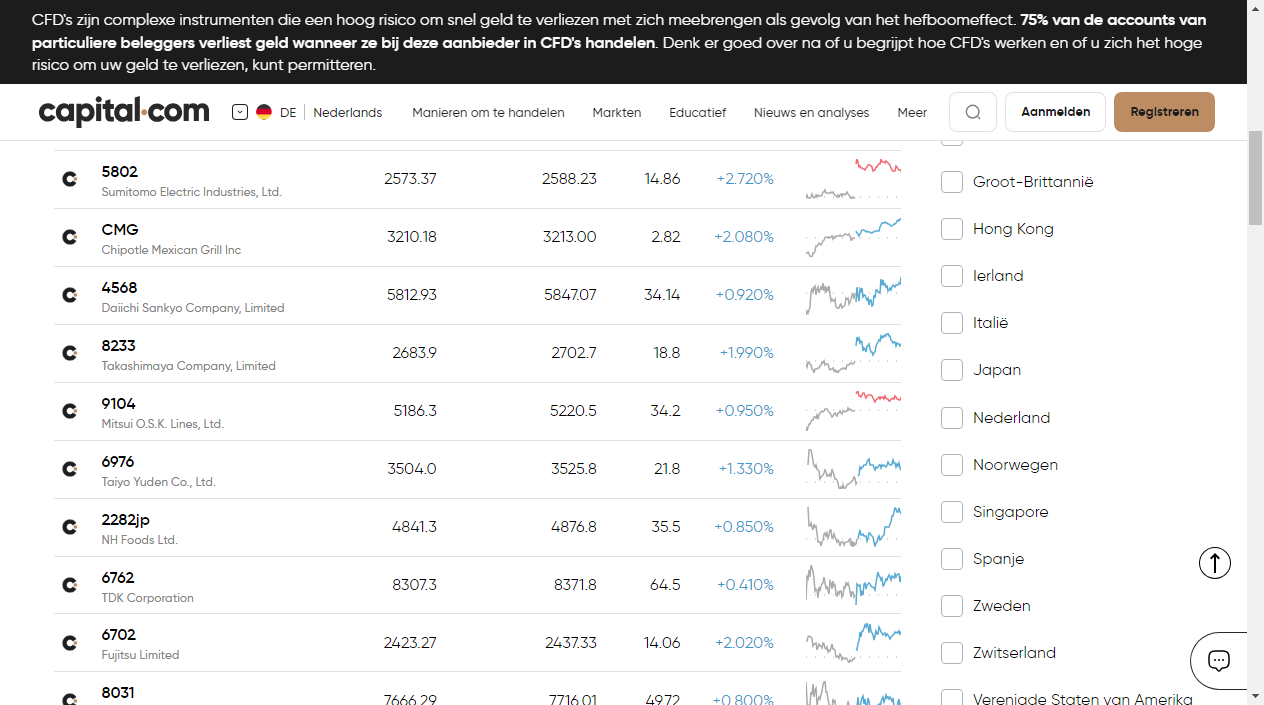 CFD's zijn complexe instrumenten die een hoog risico om snel geld te verliezen met zich meebrengen als gevolg van het hefboomeffect. 75% van de accounts van
particuliere beleggers verliest geld wanneer ze bij deze aanbieder in CFD's handelen. Denk er goed over na of u begrijpt hoe CFD's werken en of u zich het hoge
risico om uw geld te verliezen, kunt permitteren.
capital.com DE Nederlands Manieren om te handelen Markten Educatief Nieuws en analyses Meer Aanmelden Registreren
5802 2573.37 2588.23 14.86 +2.720%
Sumitomo Electric Industries, Ltd.
CMG 3210.18 3213.00 2.82 +2.080%
Chipotle Mexican Grill Inc
4568 5812.93 5847.07 34.14 +0.920%
Daiichi Sankyo Company, Limited
8233 2683.9 2702.7 18.8 +1.990%
Takashimaya Company, Limited
9104 5186.3 5220.5 34.2 +0.950%
Mitsui O.S.K. Lines, Ltd.
6976 3504.0 3525.8 21.8 +1.330%
Taiyo Yuden Co., Ltd.
2282jp 4841.3 4876.8 35.5 +0.850%
NH Foods Ltd.
6762 8307.3 8371.8 64.5 +0.410%
TDK Corporation
6702 2423.27 2437.33 14.06 +2.020%
Fujitsu Limited
8031 7666.29 7716.01 49.72 +0.800%
Groot-Brittannië
Hong Kong
Ierland
Italië
Japan
Nederland
Noorwegen
Singapore
Spanje
Zweden
Zwitserland
Verenigde Staten van Amerika